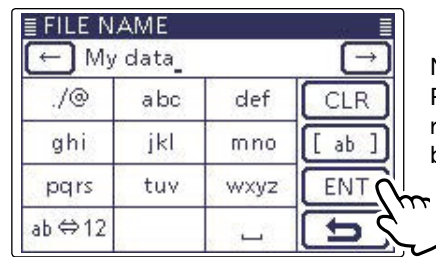 FILE NAME
← My data_ →
./@ abc def CLR
ghi jkl mno [ ab ]
pqrs tuv wxyz ENT
ab⇔12 ⎵ ⮌